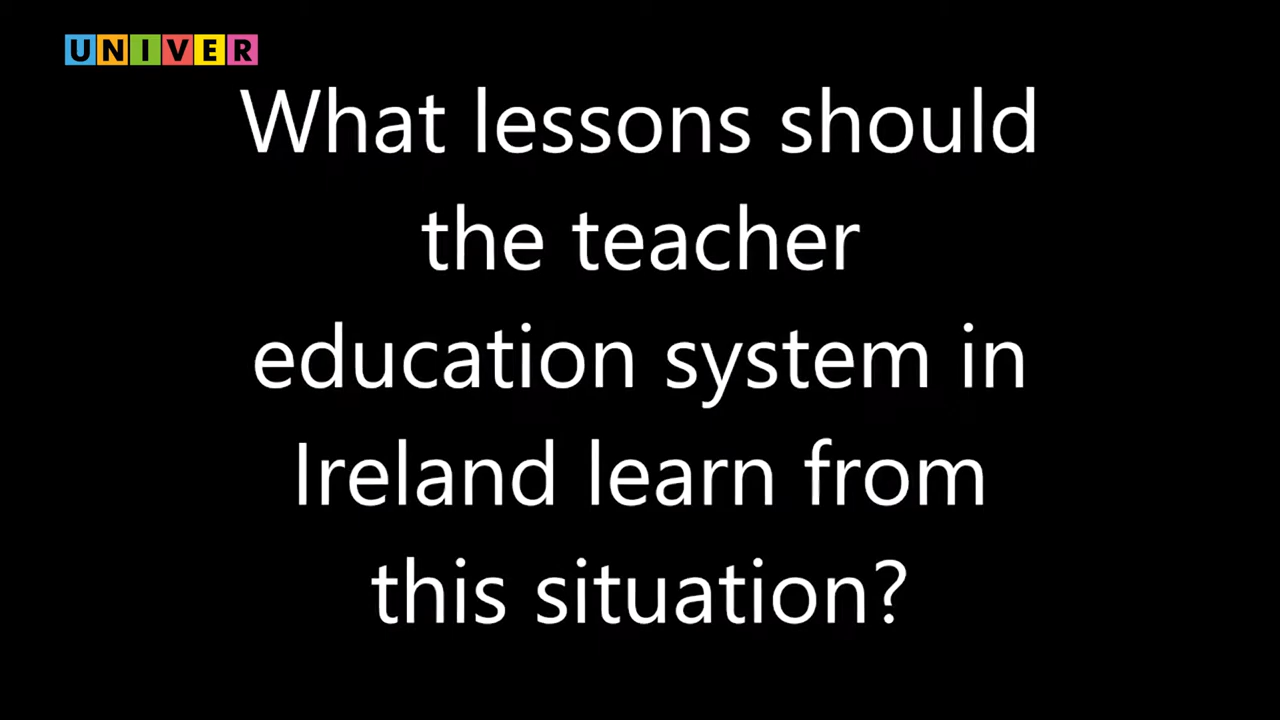 UNIVER
What lessons should
the teacher
education system in
Ireland learn from
this situation?